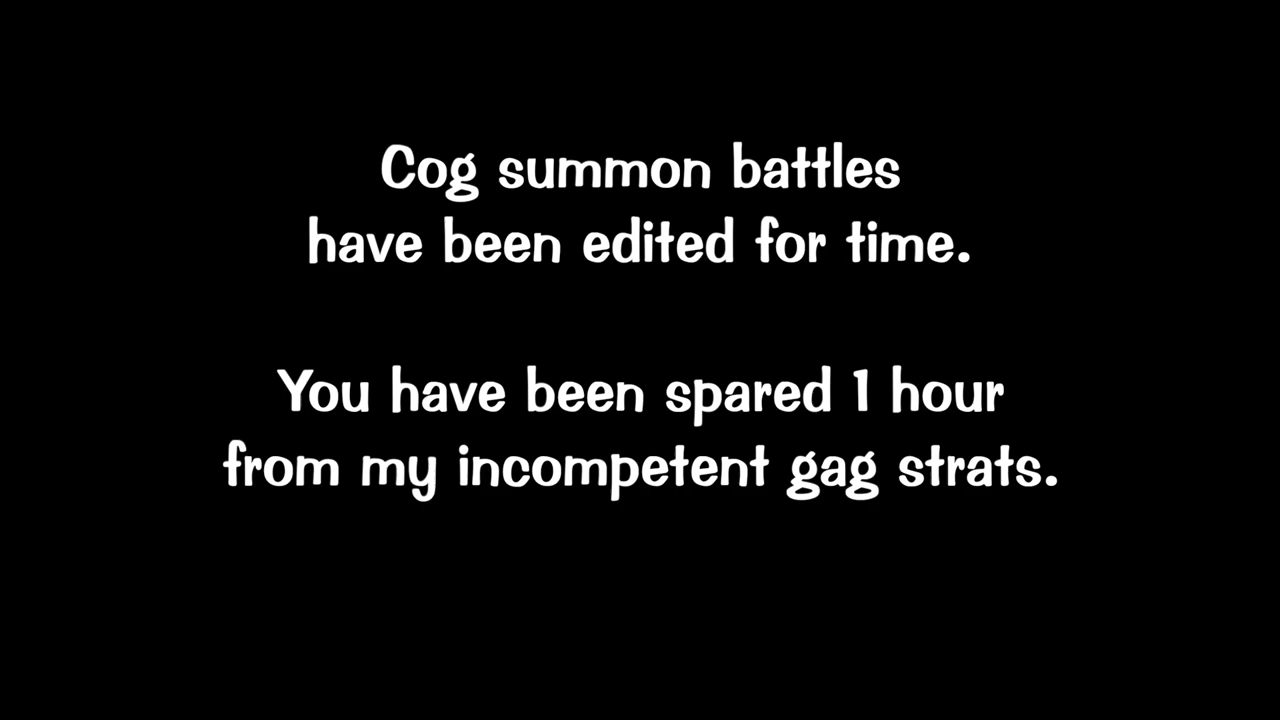 Cog summon battles
have been edited for time.
You have been spared 1 hour
from my incompetent gag strats.